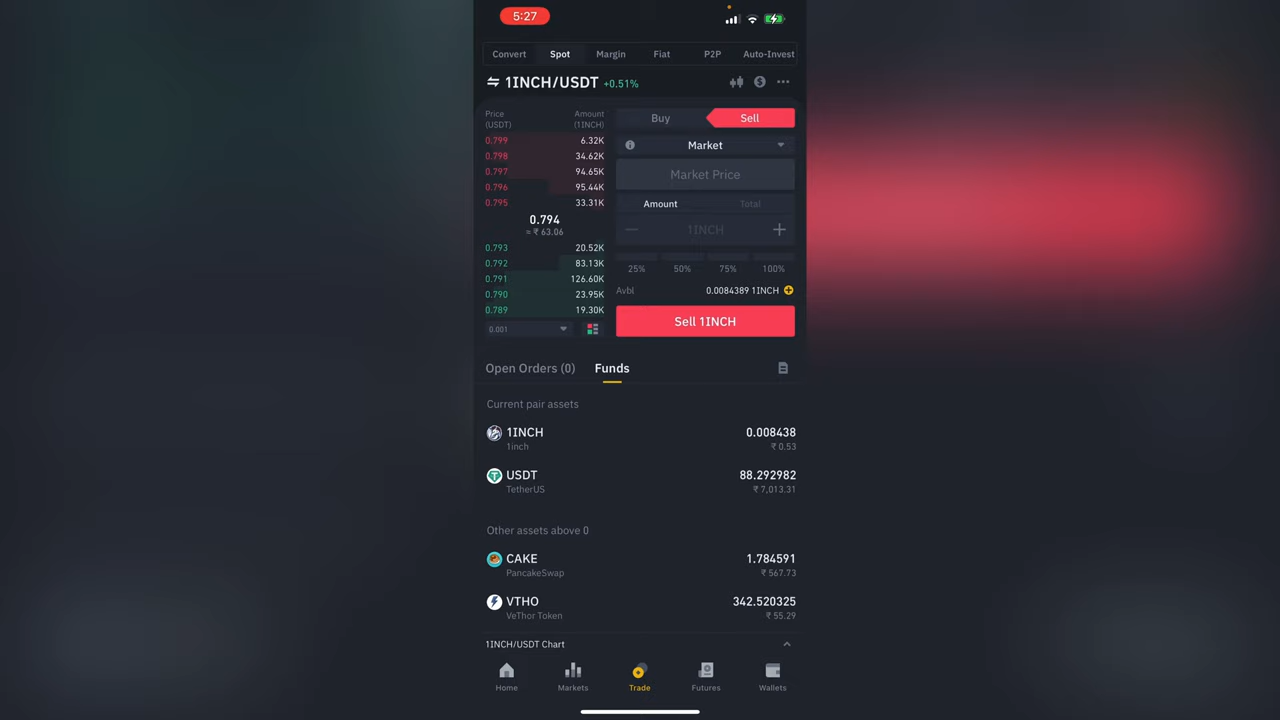 5:27
Convert Spot Margin Fiat P2P Auto-Invest
1INCH/USDT +0.51%
Price (USDT)
Amount (1INCH)
0.799 6.32K
0.798 34.62K
0.797 94.65K
0.796 95.44K
0.795 33.31K
0.794
≈ ₹ 63.06
0.793 20.52K
0.792 83.13K
0.791 126.60K
0.790 23.95K
0.789 19.30K
0.001
Buy Sell
Market
Market Price
Amount Total
1INCH
25% 50% 75% 100%
Avbl 0.0084389 1INCH
Sell 1INCH
Open Orders (0) Funds
Current pair assets
1INCH 0.008438
1inch ₹ 0.53
USDT 88.292982
TetherUS ₹ 7,013.31
Other assets above 0
CAKE 1.784591
PancakeSwap ₹ 567.73
VTHO 342.520325
VeThor Token ₹ 55.29
1INCH/USDT Chart
Home Markets Trade Futures Wallets